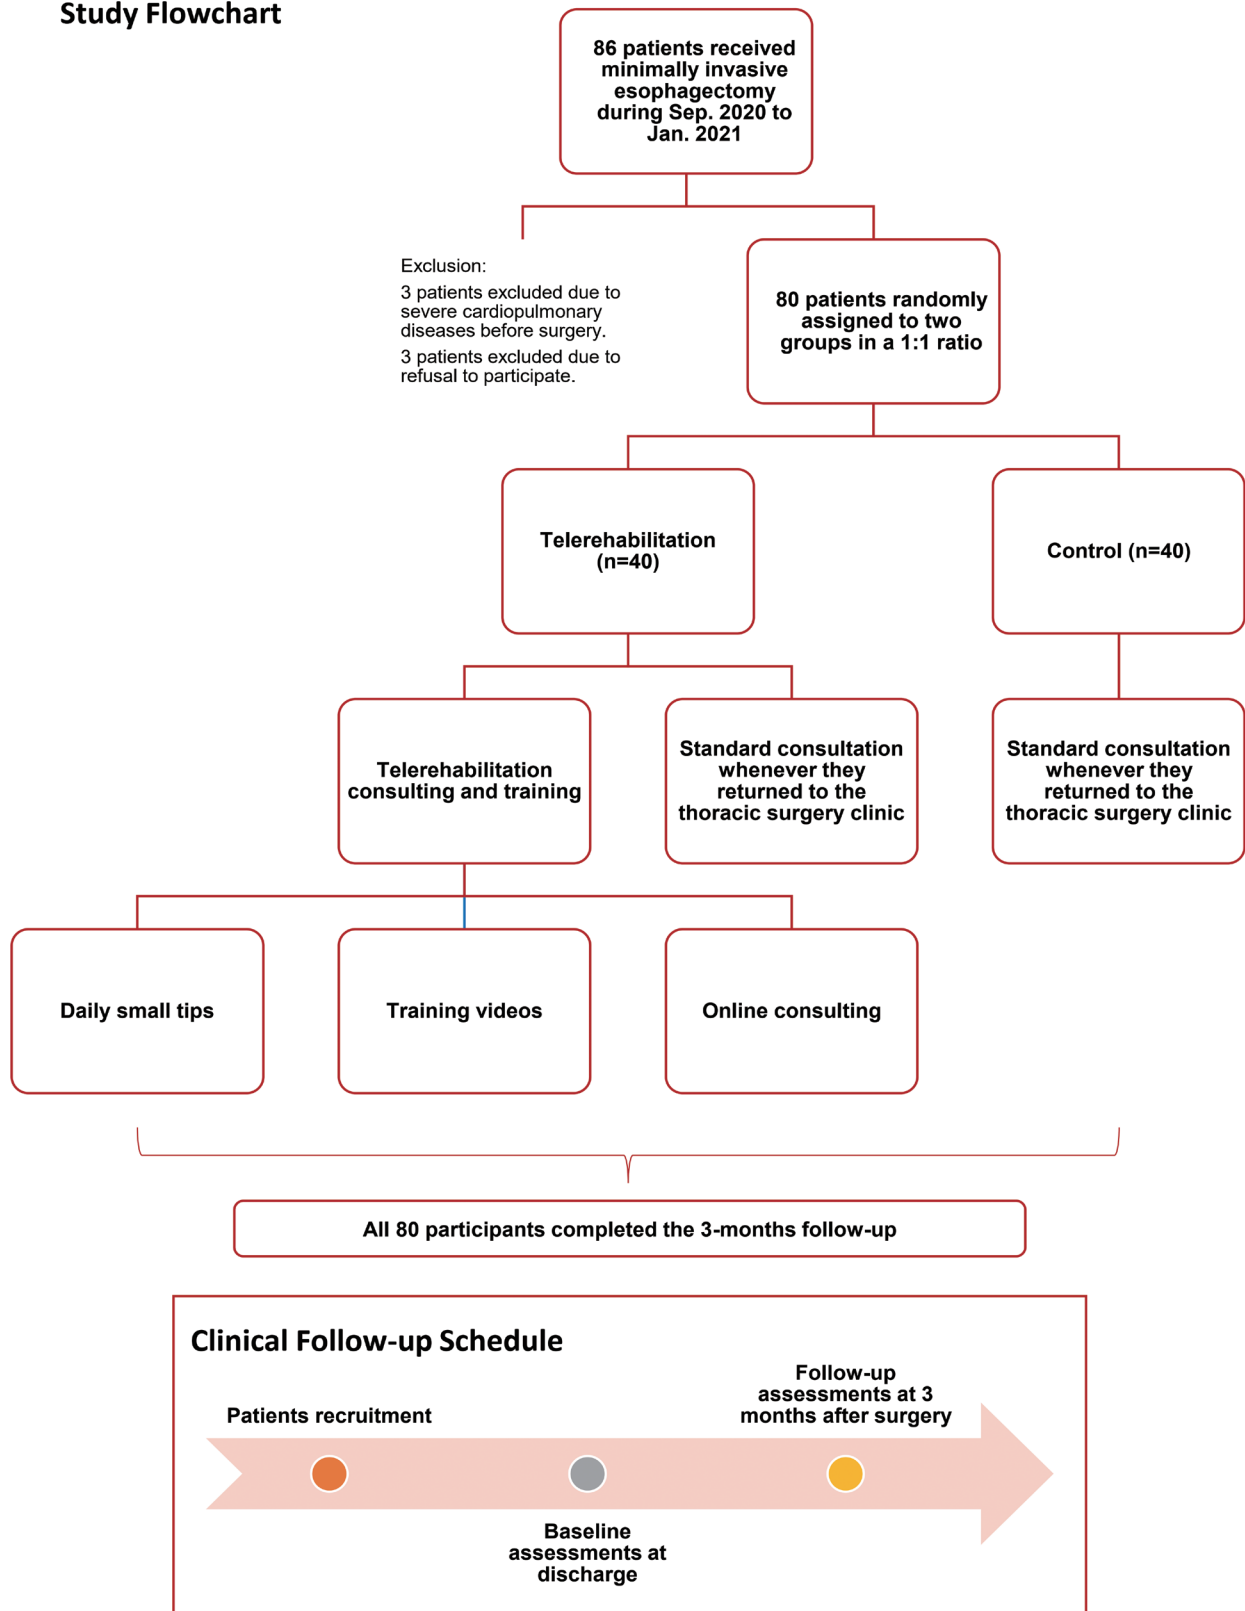 Study Flowchart
86 patients received
minimally invasive
esophagectomy
during Sep. 2020 to
Jan. 2021
Exclusion:
3 patients excluded due to
severe cardiopulmonary
diseases before surgery.
3 patients excluded due to
refusal to participate.
80 patients randomly
assigned to two
groups in a 1:1 ratio
Telerehabilitation
(n=40)
Control (n=40)
Telerehabilitation
consulting and training
Standard consultation
whenever they
returned to the
thoracic surgery clinic
Standard consultation
whenever they
returned to the
thoracic surgery clinic
Daily small tips
Training videos
Online consulting
All 80 participants completed the 3-months follow-up
Clinical Follow-up Schedule
Patients recruitment
Baseline
assessments at
discharge
Follow-up
assessments at 3
months after surgery